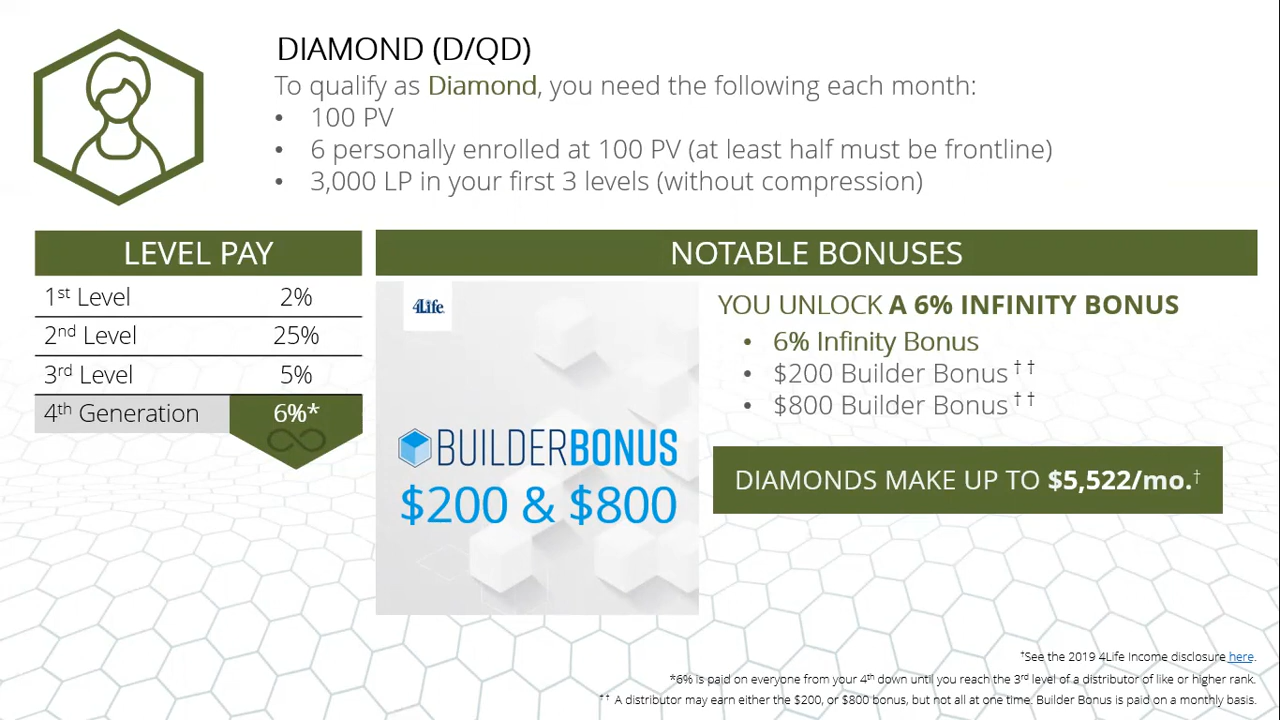 DIAMOND (D/QD)
To qualify as Diamond, you need the following each month:
• 100 PV
• 6 personally enrolled at 100 PV (at least half must be frontline)
• 3,000 LP in your first 3 levels (without compression)
LEVEL PAY
1st Level 2%
2nd Level 25%
3rd Level 5%
4th Generation 6%*
NOTABLE BONUSES
4Life
BUILDERBONUS
$200 & $800
YOU UNLOCK A 6% INFINITY BONUS
• 6% Infinity Bonus
• $200 Builder Bonus††
• $800 Builder Bonus††
DIAMONDS MAKE UP TO $5,522/mo.†
†See the 2019 4Life Income disclosure here.
*6% is paid on everyone from your 4th down until you reach the 3rd level of a distributor of like or higher rank.
†† A distributor may earn either the $200, or $800 bonus, but not all at one time. Builder Bonus is paid on a monthly basis.